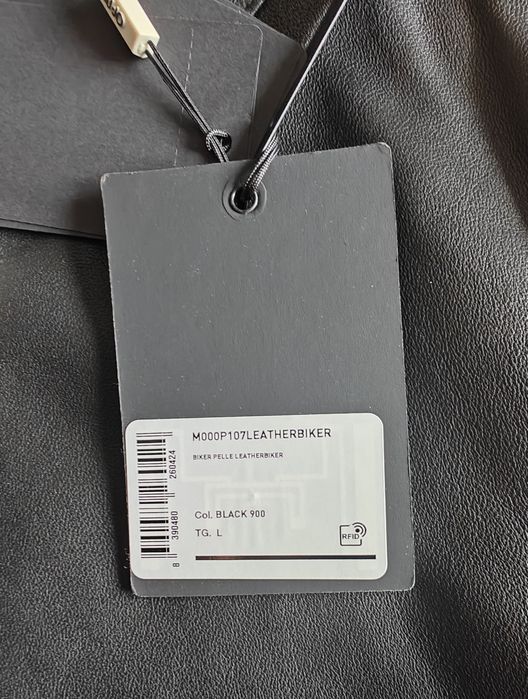 M000P107LEATHERBIKER
BIKER PELLE LEATHERBIKER
Col. BLACK 900
TG. L
RFID
8 390480 260424